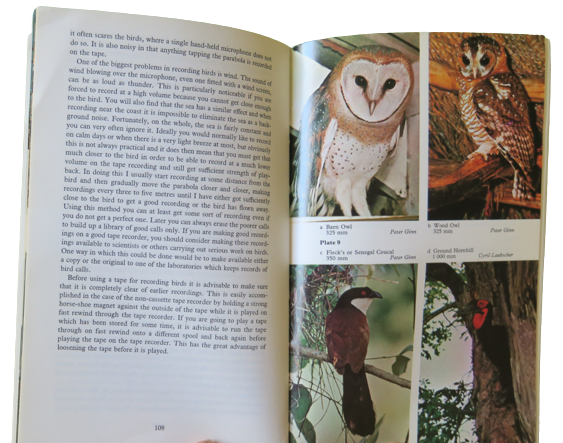 it often scares the birds, where a single hand-held microphone does not
do so. It is also noisy in that anything tapping the parabola is recorded
on the tape.
One of the biggest problems in recording birds is wind. The sound of
wind blowing over the microphone, even one fitted with a wind screen,
can be as loud as thunder. This is particularly noticeable if you are
forced to record at a high volume because you cannot get close enough
to the bird. You will also find that the sea has a similar effect and when
recording near the coast it is impossible to eliminate the sea as a back-
ground noise. Fortunately, on the whole, the sea is fairly constant and
you can very often ignore it. Ideally you would normally like to record
on calm days or when there is a very light breeze at most, but obviously
this is not always practical and it does then mean that you must get that
much closer to the bird in order to be able to record at a much lower
volume on the tape recording and still get sufficient strength of play-
back. In doing this I usually start recording at some distance from the
bird and then gradually move the parabola closer and closer, making
recordings every three to five metres until I have either got sufficiently
close to the bird to get a good recording or the bird has flown away.
Using this method you can at least get some sort of recording even if
you do not get a perfect one. Later you can always erase the poorer calls
to build up a library of good calls only. If you are making good record-
ings on a good tape recorder, you should consider making these record-
ings available to scientists or others carrying out serious work on birds.
One way in which this could be done would be to make available either
a copy or the original to one of the laboratories which keeps records of
bird calls.
Before using a tape for recording birds it is advisable to make sure
that it is completely clear of earlier recordings. This is easily accom-
plished in the case of the non-cassette tape recorder by holding a strong
horse-shoe magnet against the outside of the tape while it is played on
fast rewind through the tape recorder. If you are going to play a tape
which has been stored for some time, it is advisable to run the tape
through on fast rewind onto a different spool and back again before
playing the tape on the tape recorder. This has the great advantage of
loosening the tape before it is played.
108
a Barn Owl
325 mm Peter Ginn
b Wood Owl
325 mm Peter Ginn
Plate 9
c Fleck's or Senegal Coucal
350 mm Peter Ginn
d Ground Hornbill
1 000 mm Cyril Laubscher